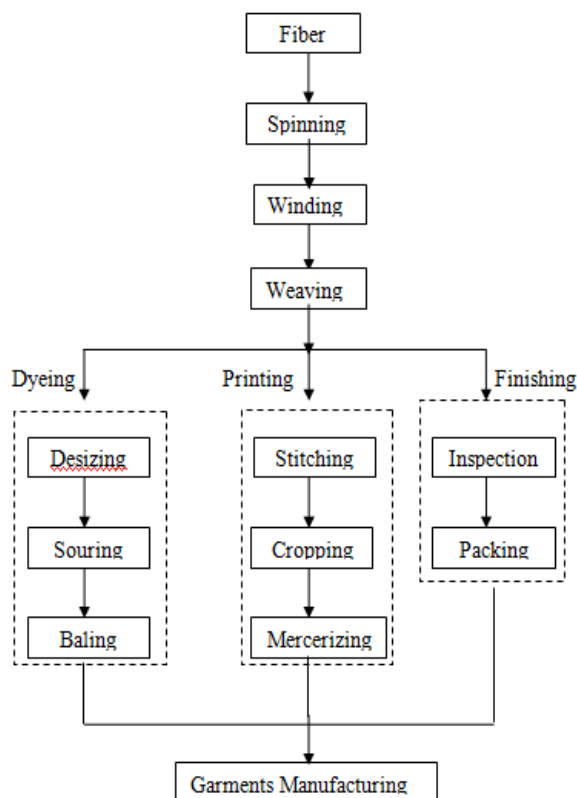 Fiber
Spinning
Winding
Weaving
Dyeing
Printing
Finishing
Desizing
Stitching
Inspection
Souring
Cropping
Packing
Baling
Mercerizing
Garments Manufacturing